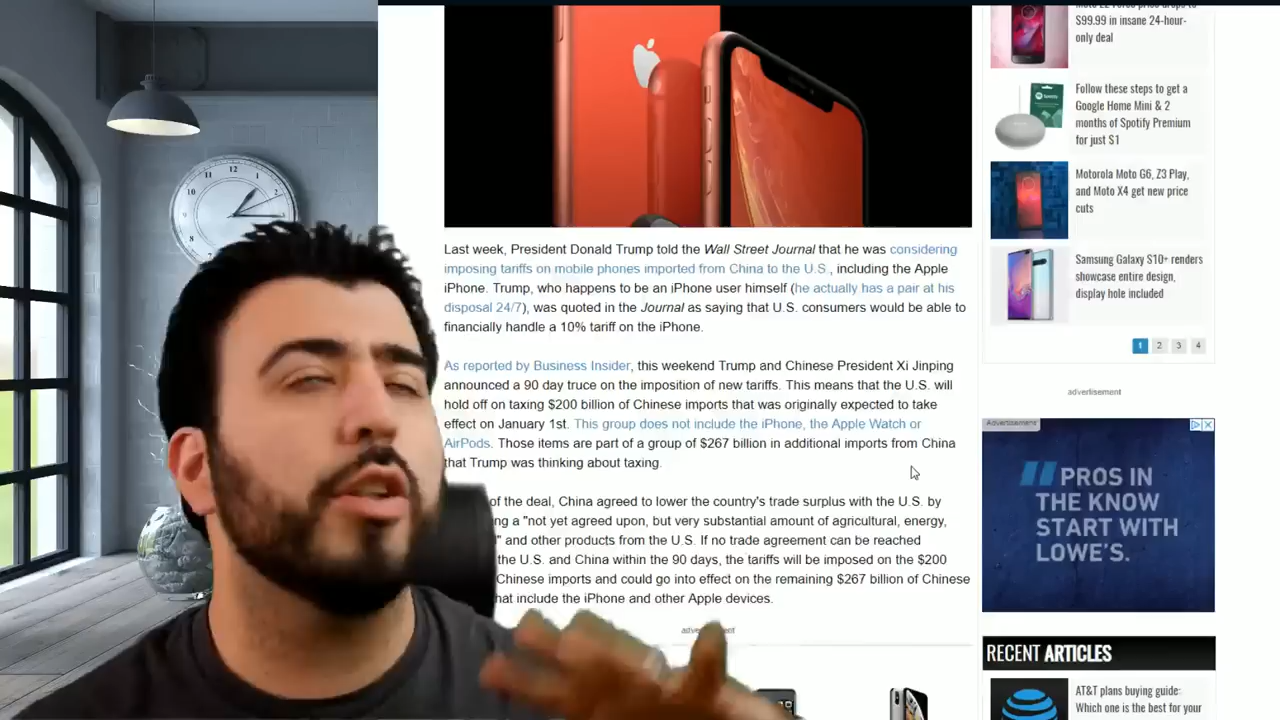 12
1
2
10
9
Last week, President Donald Trump told the Wall Street Journal that he was considering
imposing tariffs on mobile phones imported from China to the U.S., including the Apple
iPhone. Trump, who happens to be an iPhone user himself (he actually has a pair at his
disposal 24/7), was quoted in the Journal as saying that U.S. consumers would be able to
financially handle a 10% tariff on the iPhone.
As reported by Business Insider, this weekend Trump and Chinese President Xi Jinping
announced a 90 day truce on the imposition of new tariffs. This means that the U.S. will
hold off on taxing $200 billion of Chinese imports that was originally expected to take
effect on January 1st. This group does not include the iPhone, the Apple Watch or
AirPods. Those items are part of a group of $267 billion in additional imports from China
that Trump was thinking about taxing.
of the deal, China agreed to lower the country's trade surplus with the U.S. by
a "not yet agreed upon, but very substantial amount of agricultural, energy,
and other products from the U.S. If no trade agreement can be reached
the U.S. and China within the 90 days, the tariffs will be imposed on the $200
Chinese imports and could go into effect on the remaining $267 billion of Chinese
include the iPhone and other Apple devices.
$99.99 in insane 24-hour-
only deal
Follow these steps to get a
Google Home Mini & 2
months of Spotify Premium
for just $1
Motorola Moto G6, Z3 Play,
and Moto X4 get new price
cuts
Samsung Galaxy S10+ renders
showcase entire design,
display hole included
1 2 3 4
advertisement
Advertisement
PROS IN
THE KNOW
START WITH
LOWE'S.
RECENT ARTICLES
AT&T plans buying guide:
Which one is the best for your